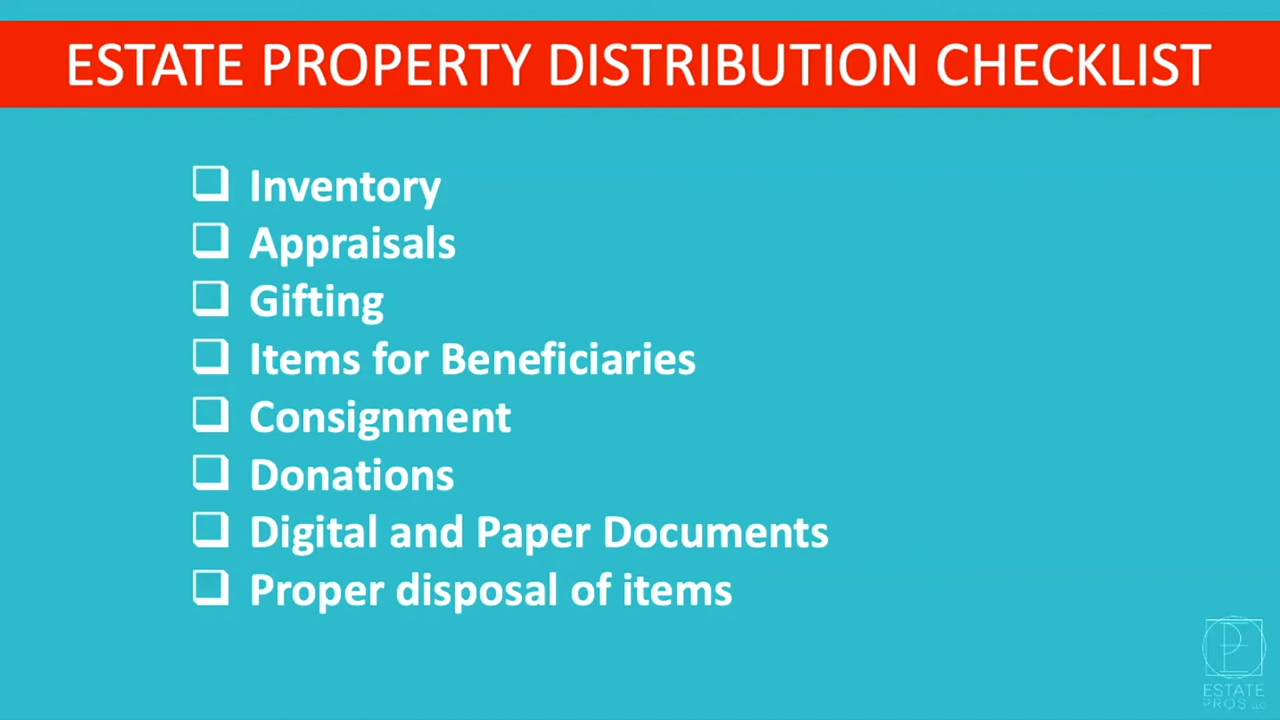 ESTATE PROPERTY DISTRIBUTION CHECKLIST
Inventory
Appraisals
Gifting
Items for Beneficiaries
Consignment
Donations
Digital and Paper Documents
Proper disposal of items
ESTATE
PROS LLC